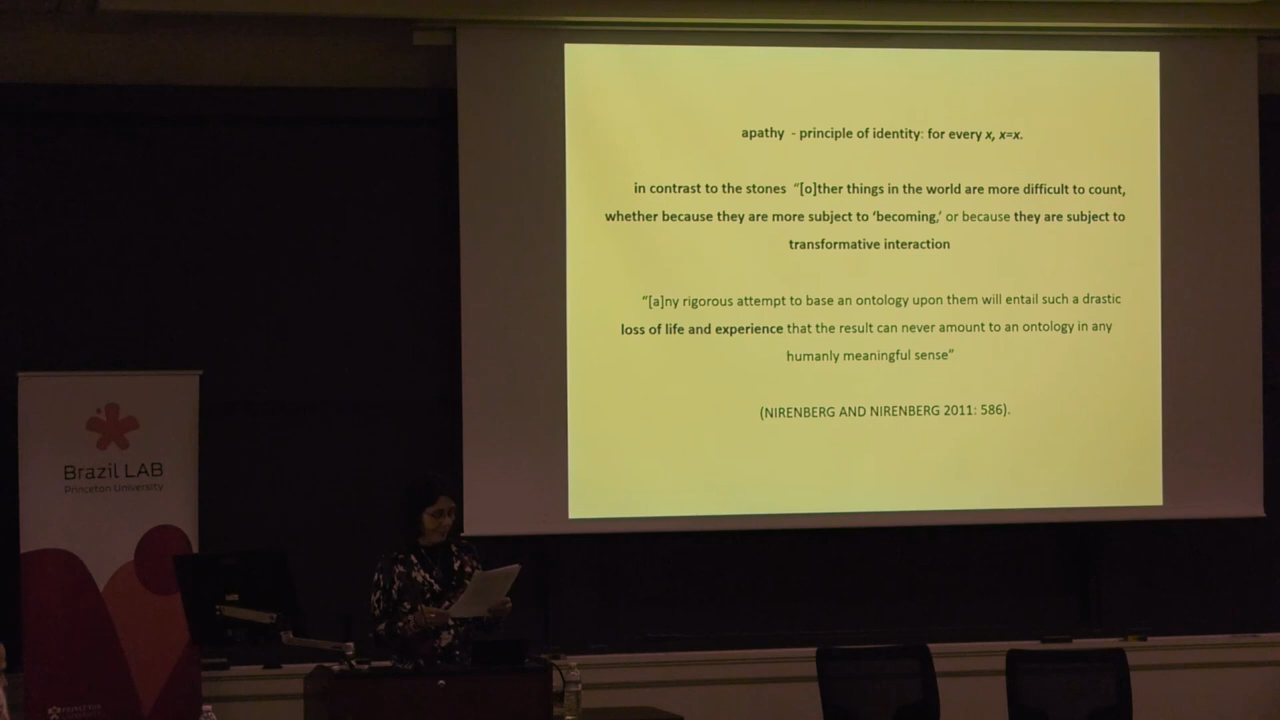 apathy - principle of identity: for every x, x=x.
in contrast to the stones “[o]ther things in the world are more difficult to count,
whether because they are more subject to ‘becoming,’ or because they are subject to
transformative interaction
“[a]ny rigorous attempt to base an ontology upon them will entail such a drastic
loss of life and experience that the result can never amount to an ontology in any
humanly meaningful sense”
(NIRENBERG AND NIRENBERG 2011: 586).
Brazil LAB
Princeton University